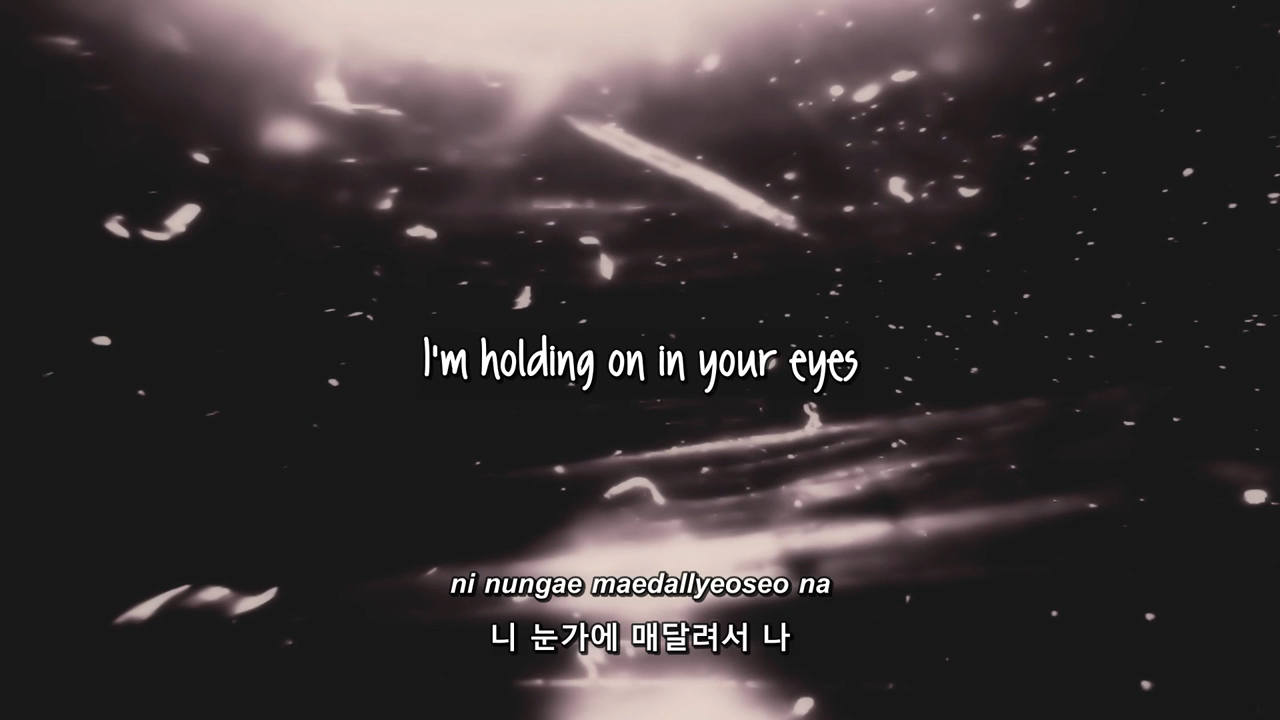 I'm holding on in your eyes
ni nungae maedallyeoseo na
니 눈가에 매달려서 나